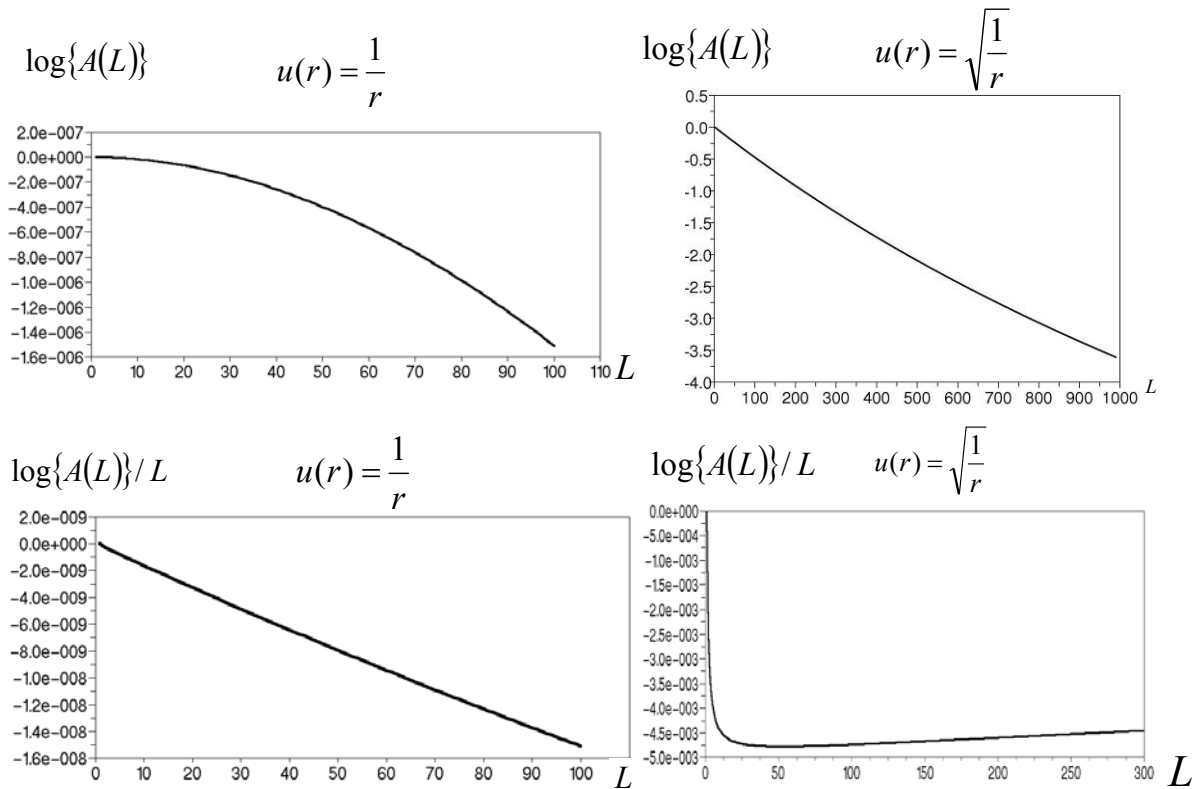 log{A(L)} u(r) = 1/r
2.0e-007
0.0e+000
-2.0e-007
-4.0e-007
-6.0e-007
-8.0e-007
-1.0e-006
-1.2e-006
-1.4e-006
-1.6e-006
0 10 20 30 40 50 60 70 80 90 100 110 L
log{A(L)} u(r) = √(1/r)
0.5
0.0
-0.5
-1.0
-1.5
-2.0
-2.5
-3.0
-3.5
-4.0
0 100 200 300 400 500 600 700 800 900 1000 L
log{A(L)}/ L u(r) = 1/r
2.0e-009
0.0e+000
-2.0e-009
-4.0e-009
-6.0e-009
-8.0e-009
-1.0e-008
-1.2e-008
-1.4e-008
-1.6e-008
0 10 20 30 40 50 60 70 80 90 100 L
log{A(L)}/ L u(r) = √(1/r)
0.0e+000
-5.0e-004
-1.0e-003
-1.5e-003
-2.0e-003
-2.5e-003
-3.0e-003
-3.5e-003
-4.0e-003
-4.5e-003
-5.0e-003
0 50 100 150 200 250 300 L